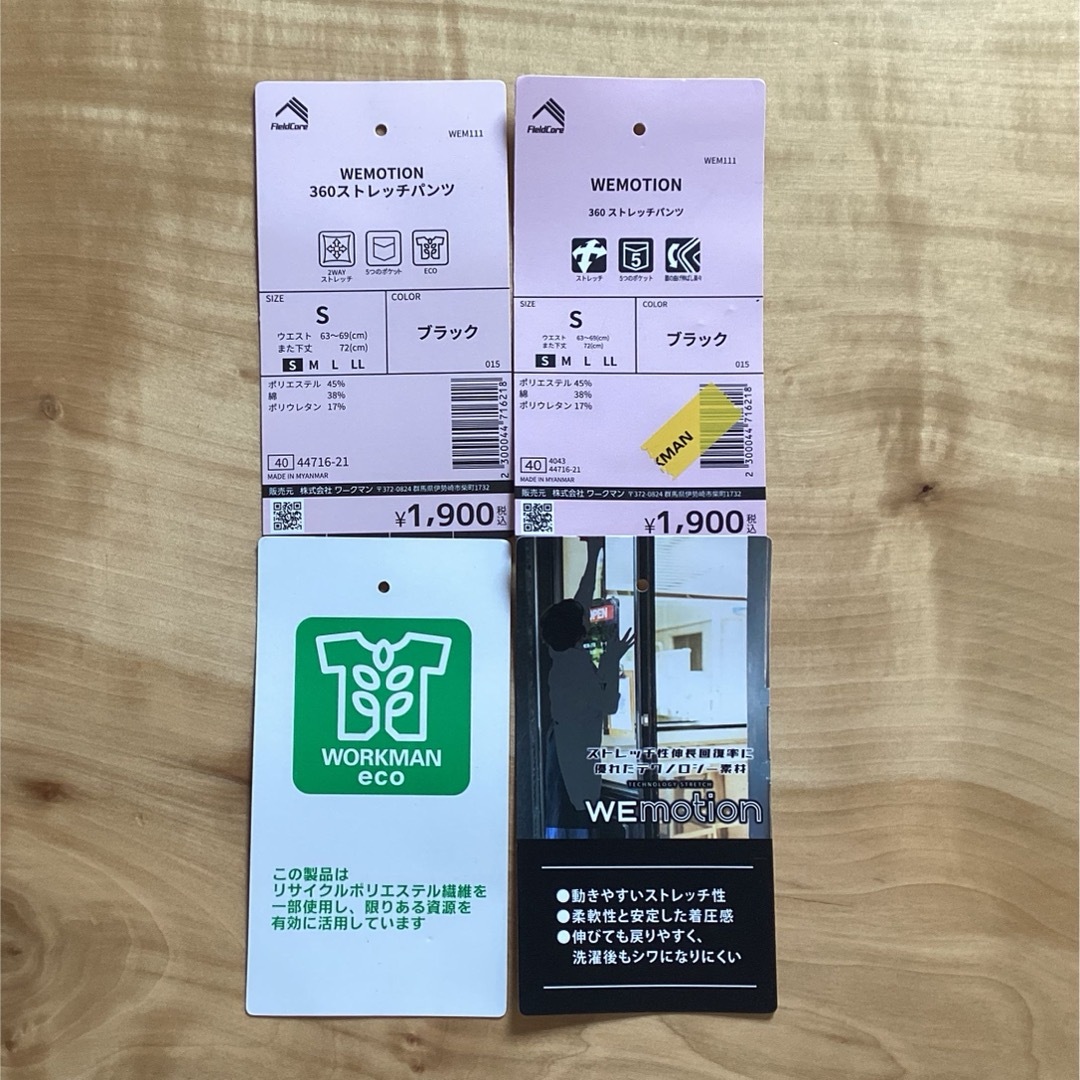 FieldCore
WEM111
WEMOTION
360ストレッチパンツ
2WAY
ストレッチ
5つのポケット
ECO
SIZE
S
ウエスト 63〜69(cm)
また下丈 72(cm)
S M L LL
COLOR
ブラック
015
ポリエステル 45%
綿 38%
ポリウレタン 17%
40 44716-21
MADE IN MYANMAR
2 300044 716218
販売元 株式会社 ワークマン 〒372-0824 群馬県伊勢崎市柴町1732
¥1,900税込
FieldCore
WEM111
WEMOTION
360 ストレッチパンツ
ストレッチ
5
5つのポケット
SIZE
S
ウエスト 63〜69(cm)
また下丈 72(cm)
S M L LL
COLOR
ブラック
015
ポリエステル 45%
綿 38%
ポリウレタン 17%
KMAN
40 4043
44716-21
MADE IN MYANMAR
2 300044 716218
販売元 株式会社 ワークマン 〒372-0824 群馬県伊勢崎市柴町1732
¥1,900税込
WORKMAN
eco
この製品は
リサイクルポリエステル繊維を
一部使用し、限りある資源を
有効に活用しています
OPEN
ストレッチ性伸長回復率に
優れたテクノロジー素材
TECHNOLOGY STRETCH
WEmotion
●動きやすいストレッチ性
●柔軟性と安定した着圧感
●伸びても戻りやすく、
洗濯後もシワになりにくい